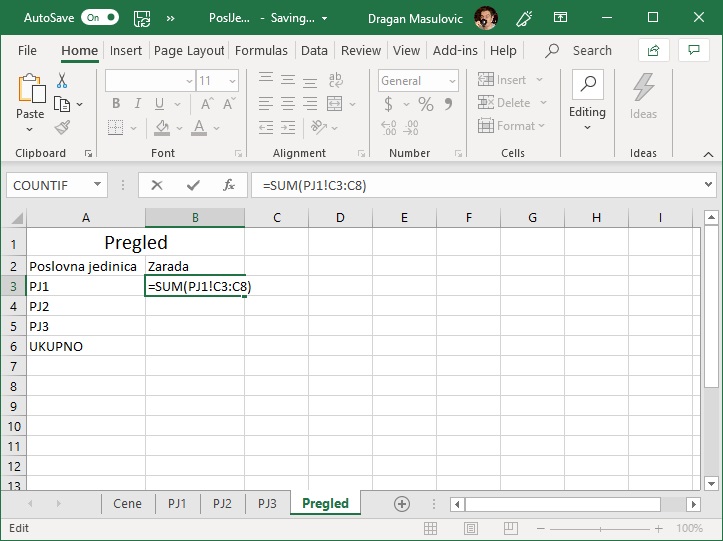 AutoSave On PoslJe... - Saving... Dragan Masulovic
File Home Insert Page Layout Formulas Data Review View Add-ins Help Search
Paste
B I U A A
11
ab
General
$ % 9
Insert
Delete
Format
Editing
Ideas
Clipboard Font Alignment Number Cells Ideas
COUNTIF fx =SUM(PJ1!C3:C8)
A B C D E F G H I
1 Pregled
2 Poslovna jedinica Zarada
3 PJ1 =SUM(PJ1!C3:C8)
4 PJ2
5 PJ3
6 UKUPNO
7
8
9
10
11
12
13
Cene PJ1 PJ2 PJ3 Pregled
Edit 100%